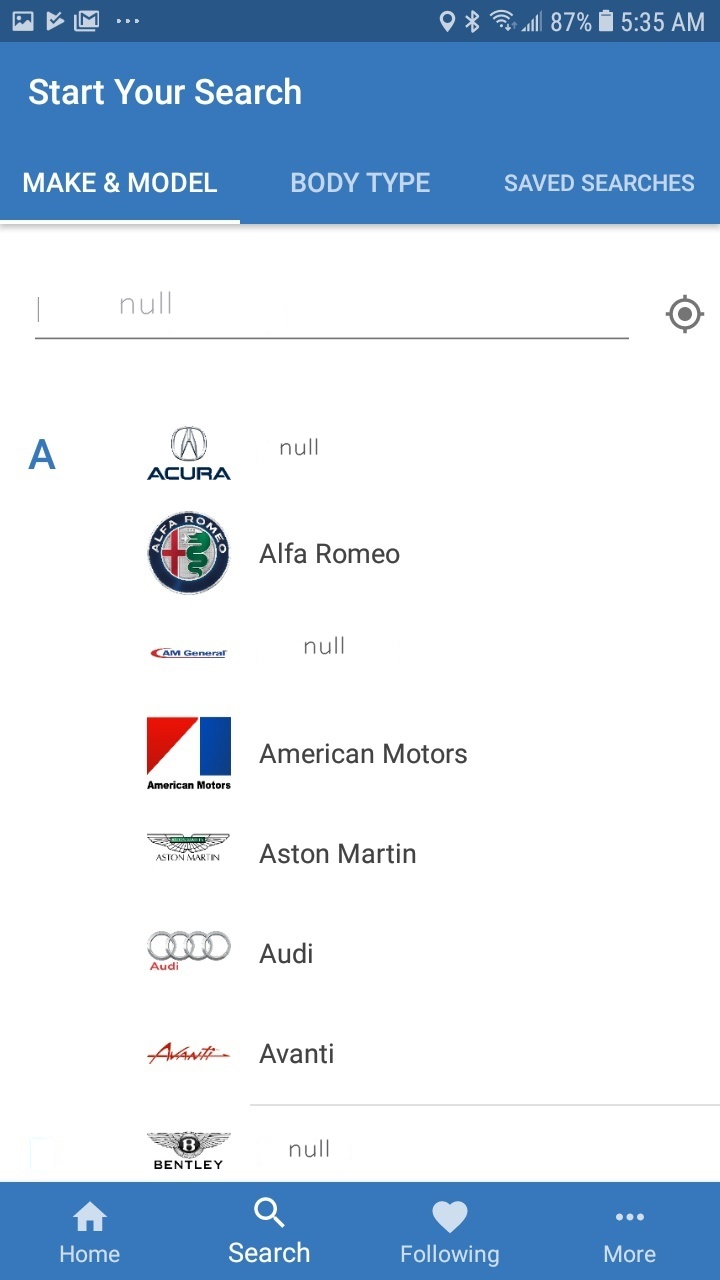 87% 5:35 AM
Start Your Search
MAKE & MODEL BODY TYPE SAVED SEARCHES
null
A
ACURA null
ALFA ROMEO Alfa Romeo
AM General null
American Motors American Motors
ASTON MARTIN Aston Martin
Audi Audi
Avanti Avanti
B BENTLEY null
Home Search Following More